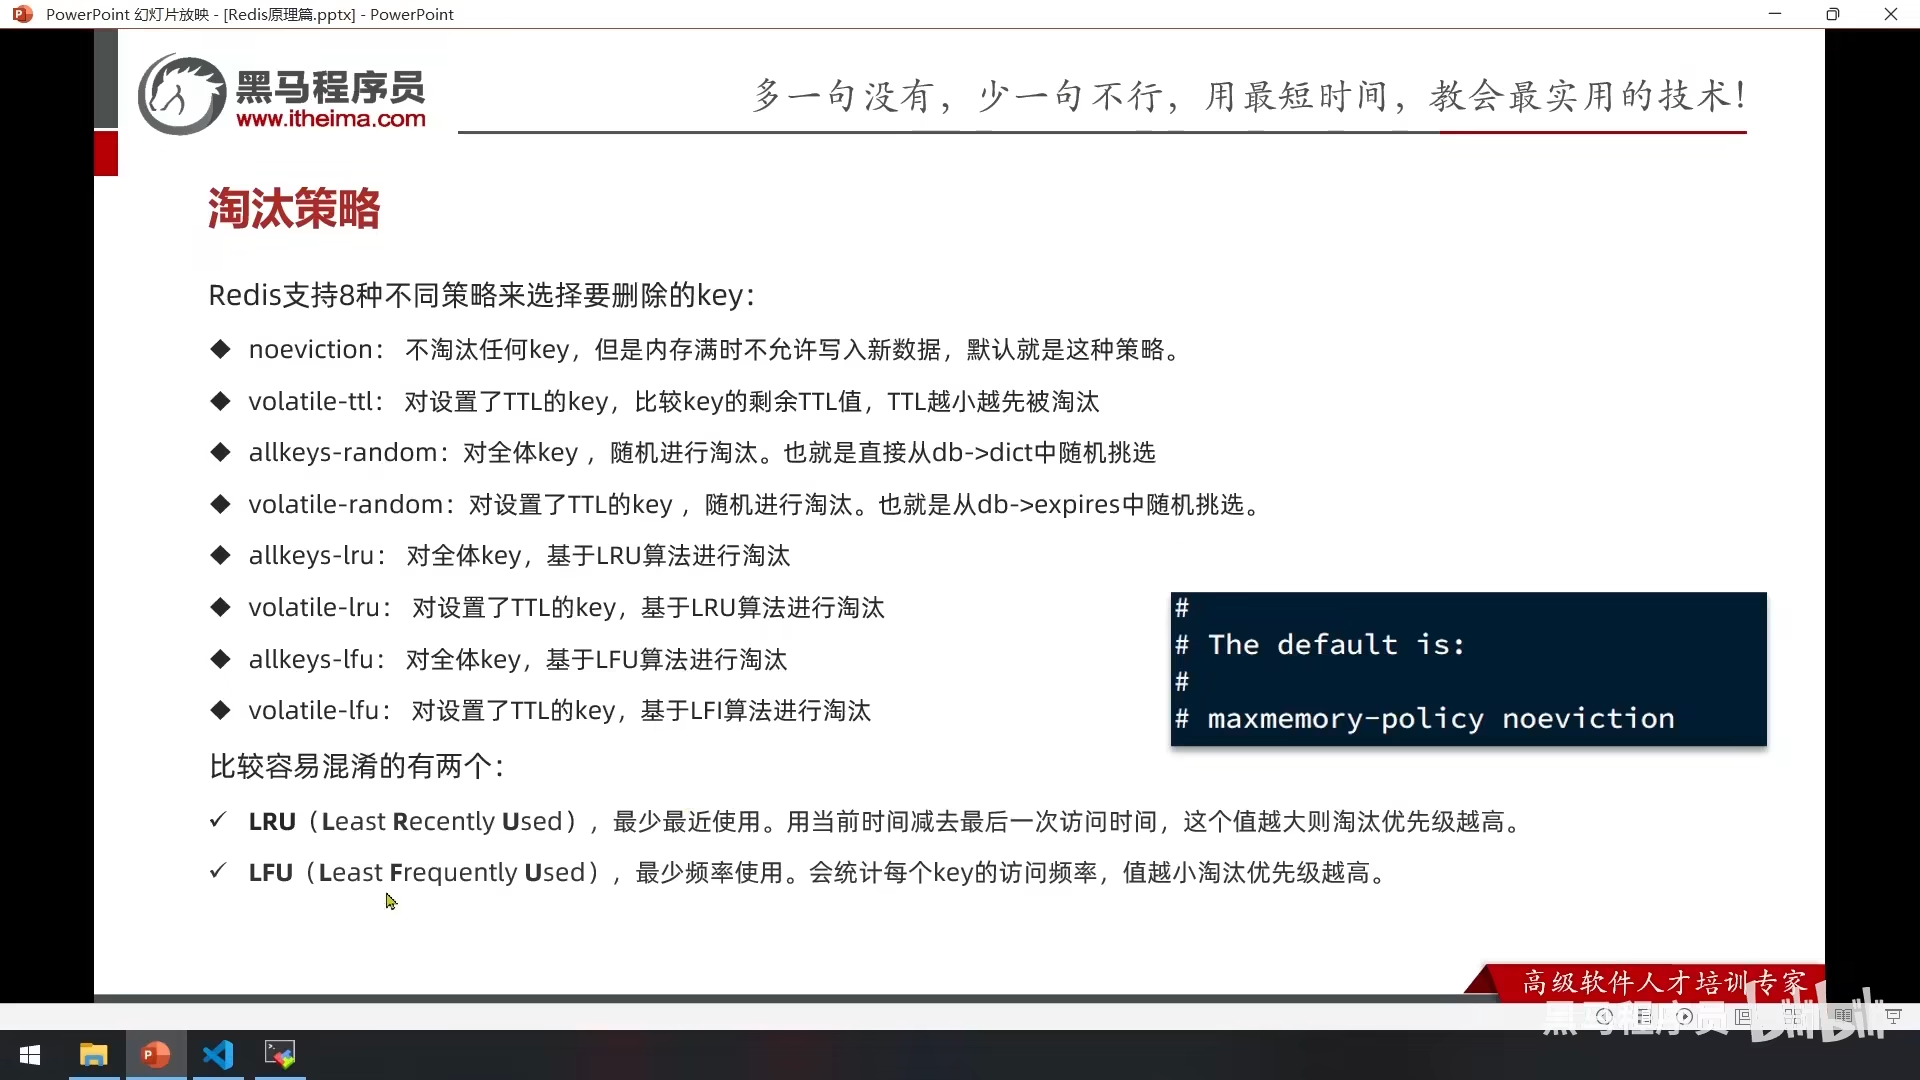 PowerPoint 幻灯片放映 - [Redis原理篇.pptx] - PowerPoint
黑马程序员
www.itheima.com
多一句没有，少一句不行，用最短时间，教会最实用的技术！
淘汰策略
Redis支持8种不同策略来选择要删除的key：
◆ noeviction： 不淘汰任何key，但是内存满时不允许写入新数据，默认就是这种策略。
◆ volatile-ttl： 对设置了TTL的key，比较key的剩余TTL值，TTL越小越先被淘汰
◆ allkeys-random：对全体key ，随机进行淘汰。也就是直接从db->dict中随机挑选
◆ volatile-random：对设置了TTL的key ，随机进行淘汰。也就是从db->expires中随机挑选。
◆ allkeys-lru： 对全体key，基于LRU算法进行淘汰
◆ volatile-lru： 对设置了TTL的key，基于LRU算法进行淘汰
◆ allkeys-lfu： 对全体key，基于LFU算法进行淘汰
◆ volatile-lfu： 对设置了TTL的key，基于LFI算法进行淘汰
#
# The default is:
#
# maxmemory-policy noeviction
比较容易混淆的有两个：
✓ LRU（Least Recently Used），最少最近使用。用当前时间减去最后一次访问时间，这个值越大则淘汰优先级越高。
✓ LFU（Least Frequently Used），最少频率使用。会统计每个key的访问频率，值越小淘汰优先级越高。
高级软件人才培训专家
黑马程序员 bilibili